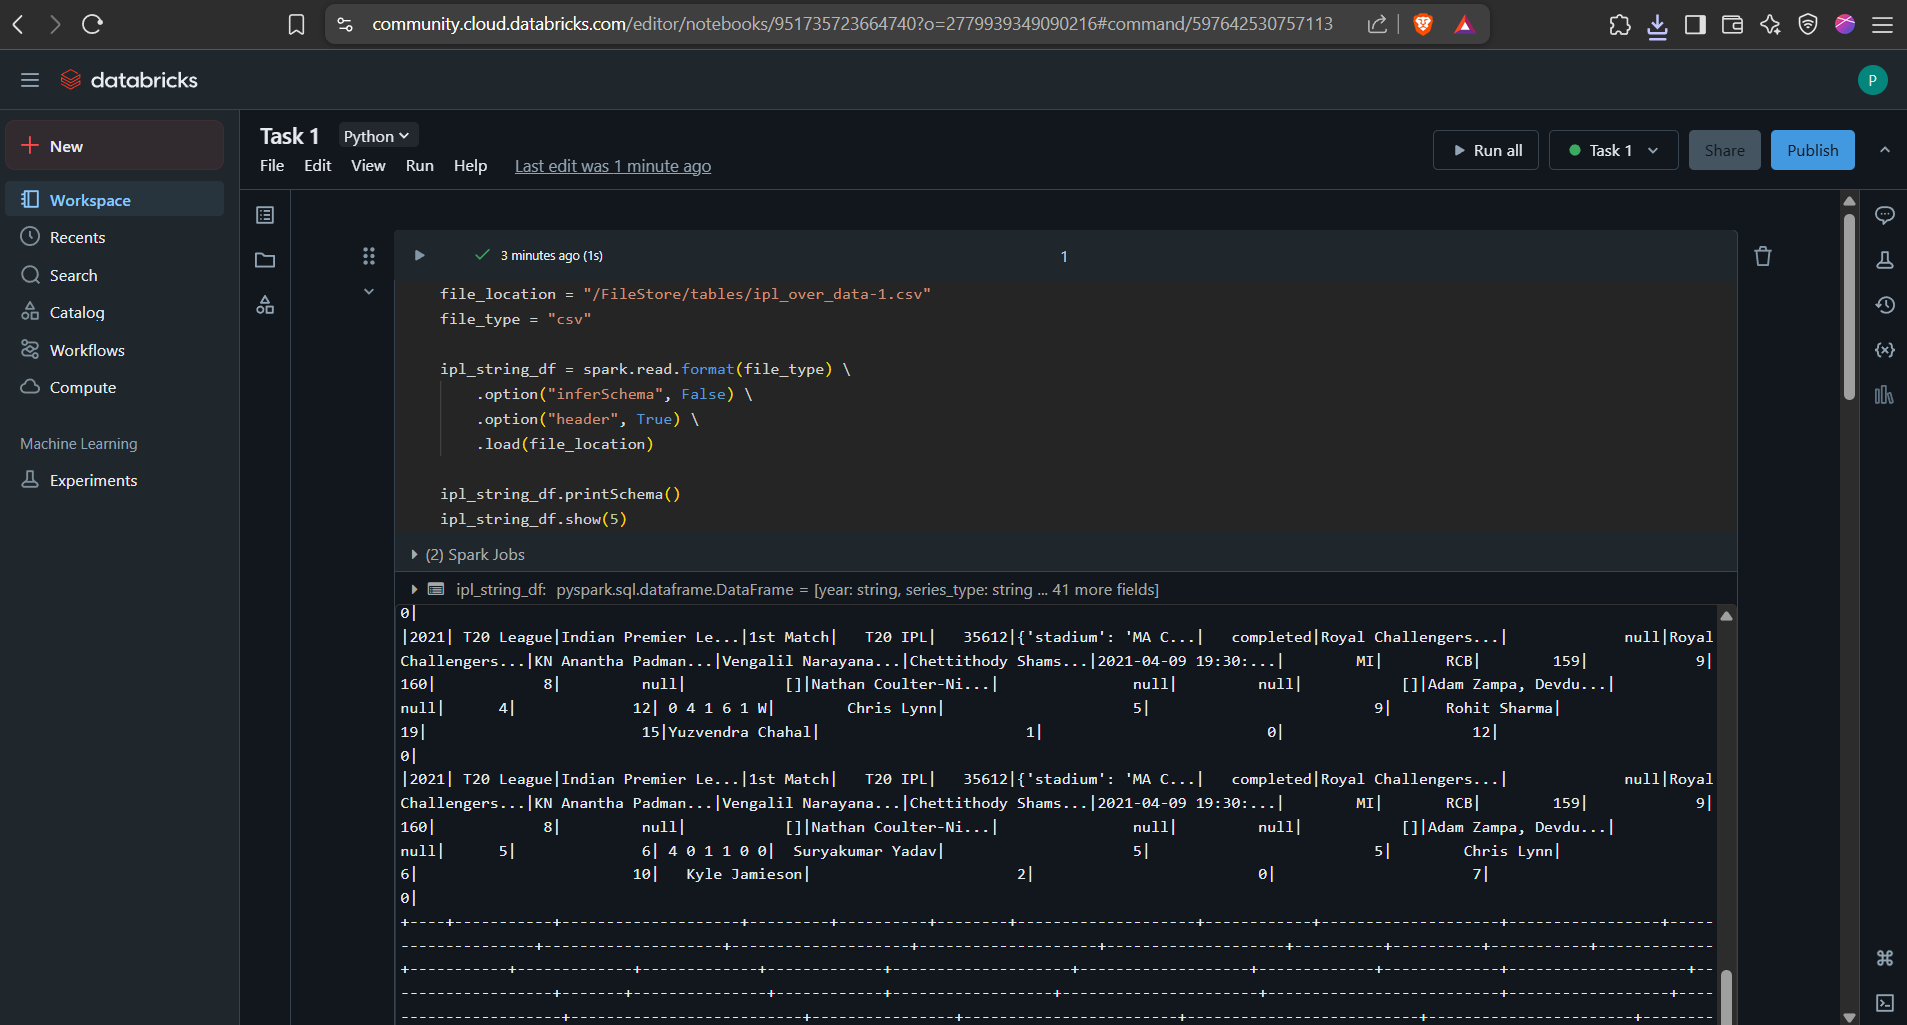 community.cloud.databricks.com/editor/notebooks/951735723664740?o=2779939349090216#command/597642530757113
databricks
P
New
Workspace
Recents
Search
Catalog
Workflows
Compute
Machine Learning
Experiments
Task 1 Python
File Edit View Run Help Last edit was 1 minute ago
Run all Task 1 Share Publish
3 minutes ago (1s) 1
file_location = "/FileStore/tables/ipl_over_data-1.csv"
file_type = "csv"
ipl_string_df = spark.read.format(file_type) \
.option("inferSchema", False) \
.option("header", True) \
.load(file_location)
ipl_string_df.printSchema()
ipl_string_df.show(5)
(2) Spark Jobs
ipl_string_df: pyspark.sql.dataframe.DataFrame = [year: string, series_type: string ... 41 more fields]
0|
|2021| T20 League|Indian Premier Le...|1st Match|   T20 IPL|   35612|{'stadium': 'MA C...|   completed|Royal Challengers...|             null|Royal
Challengers...|KN Anantha Padman...|Vengalil Narayana...|Chettithody Shams...|2021-04-09 19:30:...|        MI|       RCB|        159|            9|
160|            8|          null|           []|Nathan Coulter-Ni...|               null|         null|           []|Adam Zampa, Devdu...|
null|      4|            12| 0 4 1 6 1 W|        Chris Lynn|                      5|                         9|      Rohit Sharma|
19|                        15|Yuzvendra Chahal|                       1|                         0|                      12|
0|
|2021| T20 League|Indian Premier Le...|1st Match|   T20 IPL|   35612|{'stadium': 'MA C...|   completed|Royal Challengers...|             null|Royal
Challengers...|KN Anantha Padman...|Vengalil Narayana...|Chettithody Shams...|2021-04-09 19:30:...|        MI|       RCB|        159|            9|
160|            8|          null|           []|Nathan Coulter-Ni...|               null|         null|           []|Adam Zampa, Devdu...|
null|      5|             6| 4 0 1 1 0 0|  Suryakumar Yadav|                      5|                         5|        Chris Lynn|
6|                         10|   Kyle Jamieson|                       2|                         0|                       7|
0|